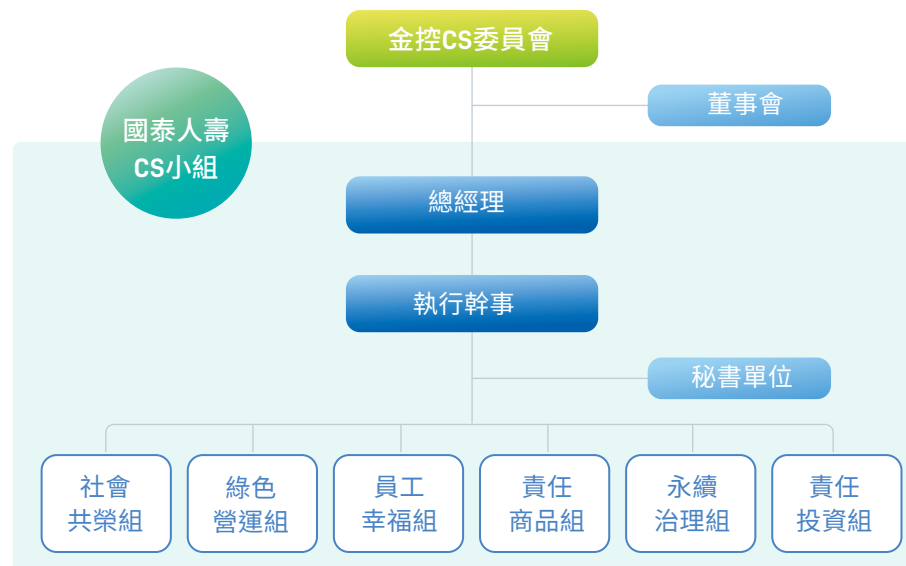 金控CS委員會
董事會
國泰人壽
CS小組
總經理
執行幹事
秘書單位
社會
共榮組
綠色
營運組
員工
幸福組
責任
商品組
永續
治理組
責任
投資組